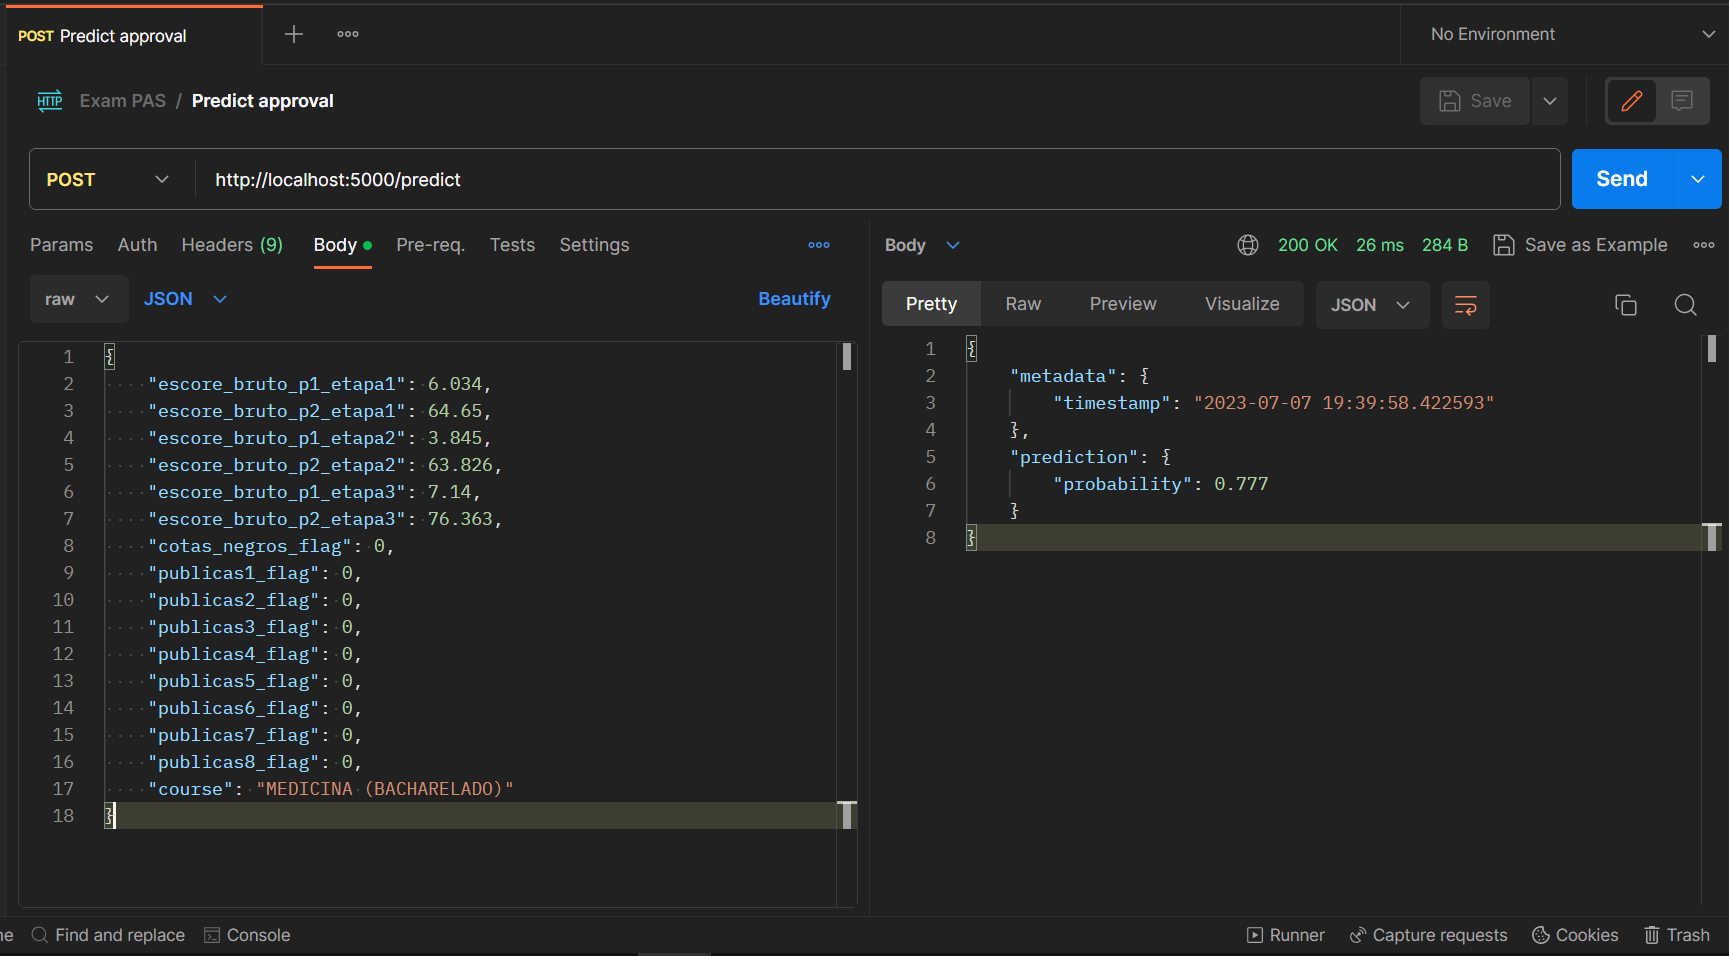 POST Predict approval
No Environment
HTTP Exam PAS / Predict approval
Save
POST http://localhost:5000/predict
Send
Params Auth Headers (9) Body Pre-req. Tests Settings
raw JSON Beautify
1 {
2 "escore_bruto_p1_etapa1": 6.034,
3 "escore_bruto_p2_etapa1": 64.65,
4 "escore_bruto_p1_etapa2": 3.845,
5 "escore_bruto_p2_etapa2": 63.826,
6 "escore_bruto_p1_etapa3": 7.14,
7 "escore_bruto_p2_etapa3": 76.363,
8 "cotas_negros_flag": 0,
9 "publicas1_flag": 0,
10 "publicas2_flag": 0,
11 "publicas3_flag": 0,
12 "publicas4_flag": 0,
13 "publicas5_flag": 0,
14 "publicas6_flag": 0,
15 "publicas7_flag": 0,
16 "publicas8_flag": 0,
17 "course": "MEDICINA (BACHARELADO)"
18 }
Body 200 OK 26 ms 284 B Save as Example
Pretty Raw Preview Visualize JSON
1 {
2 "metadata": {
3 "timestamp": "2023-07-07 19:39:58.422593"
4 },
5 "prediction": {
6 "probability": 0.777
7 }
8 }
ne Find and replace Console Runner Capture requests Cookies Trash